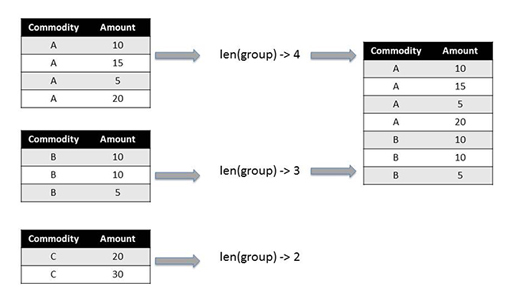 Commodity Amount
A 10
A 15
A 5
A 20
len(group) -> 4
Commodity Amount
B 10
B 10
B 5
len(group) -> 3
Commodity Amount
C 20
C 30
len(group) -> 2
Commodity Amount
A 10
A 15
A 5
A 20
B 10
B 10
B 5